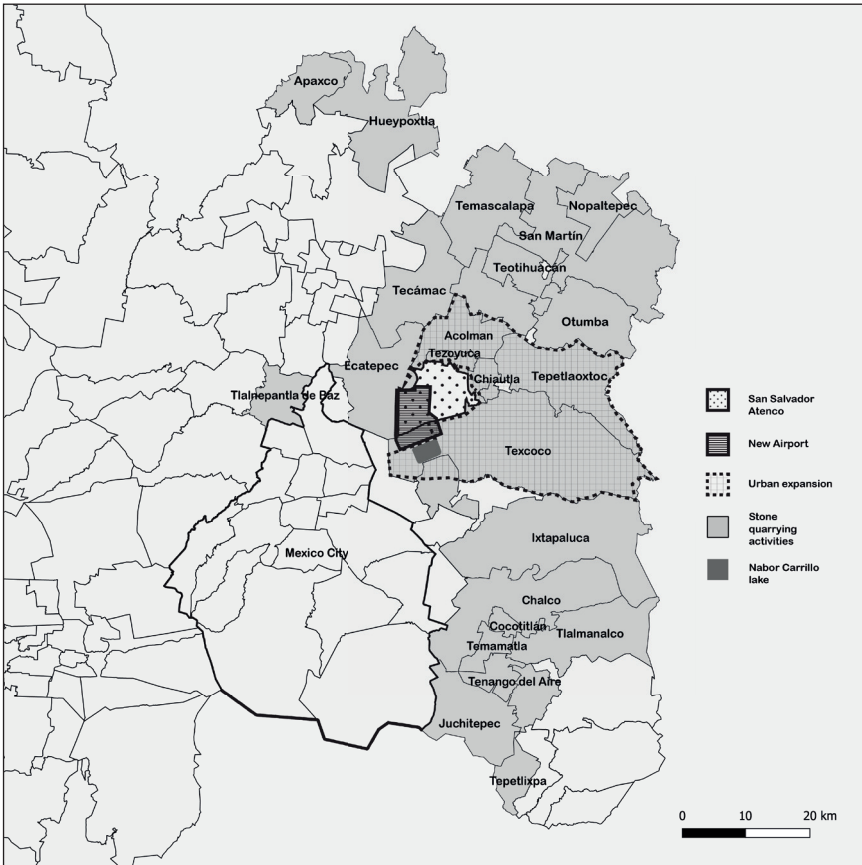 Apaxco
Hueypoxtla
Temascalapa
Nopaltepec
San Martín
Teotihuacán
Tecámac
Otumba
Acolman
Tezoyuca
Ecatepec
Chiautla
Tepetlaoxtoc
Tlalnepantla de Baz
Texcoco
Ixtapaluca
Mexico City
Chalco
Cocotitlán
Tlalmanalco
Temamatla
Tenango del Aire
Juchitepec
Tepetlixpa
San Salvador
Atenco
New Airport
Urban expansion
Stone
quarrying
activities
Nabor Carrillo
lake
0 10 20 km